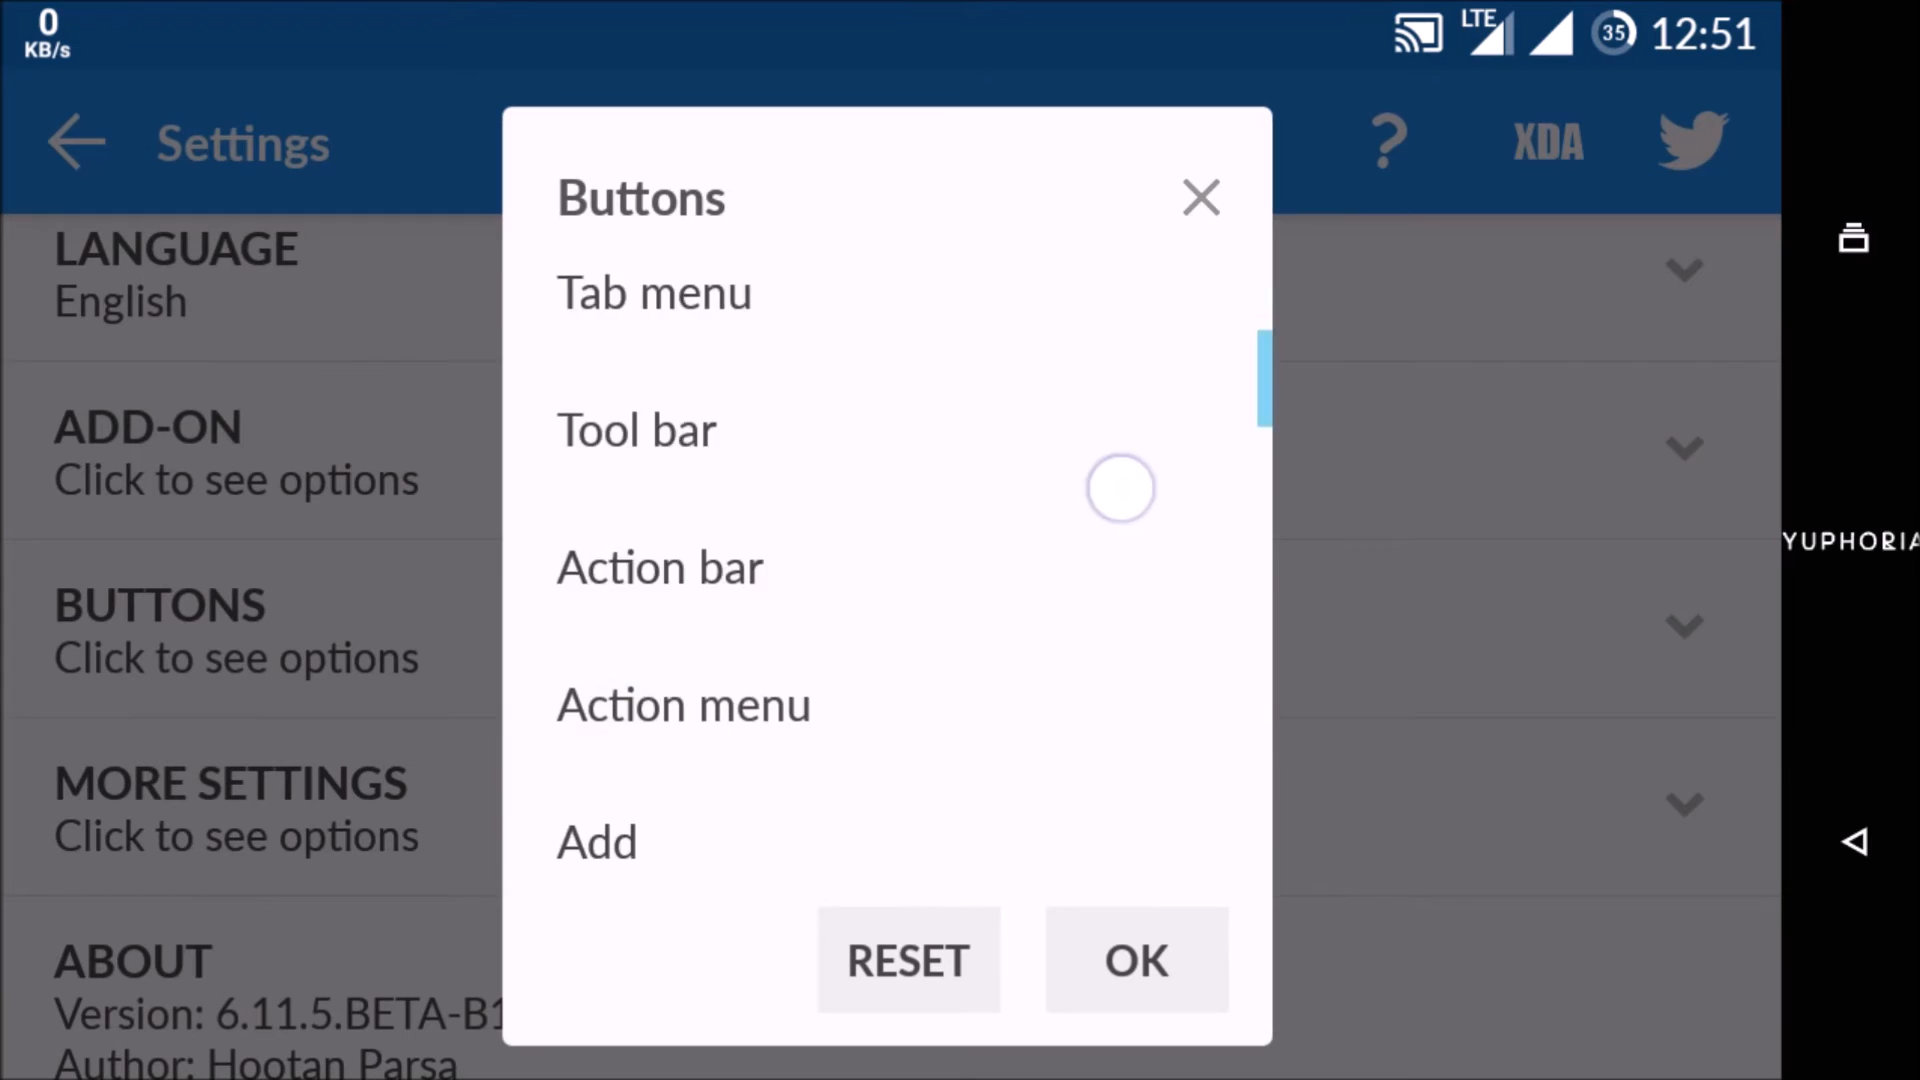 0
KB/s
LTE
35
12:51
Settings
XDA
LANGUAGE
English
ADD-ON
Click to see options
BUTTONS
Click to see options
MORE SETTINGS
Click to see options
ABOUT
Version: 6.11.5.BETA-B1
Author: Hootan Parsa
Buttons
Tab menu
Tool bar
Action bar
Action menu
Add
RESET
OK
YUPHORIA